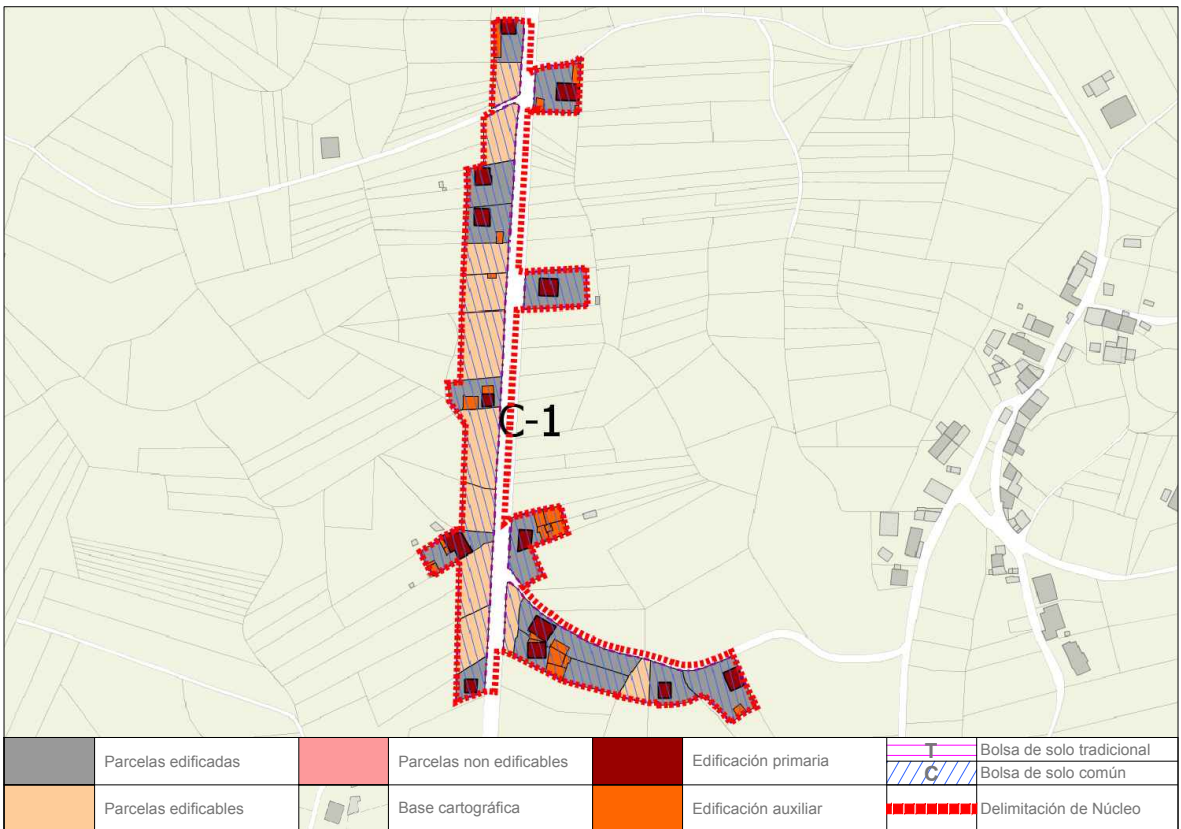 C-1
Parcelas edificadas
Parcelas non edificables
Edificación primaria
T
Bolsa de solo tradicional
C
Bolsa de solo común
Parcelas edificables
Base cartográfica
Edificación auxiliar
Delimitación de Núcleo